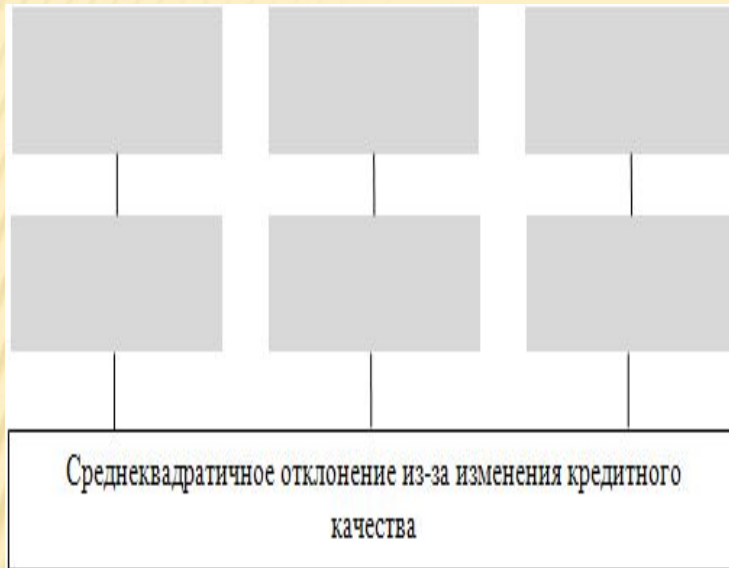 Среднеквадратичное отклонение из-за изменения кредитного
качества